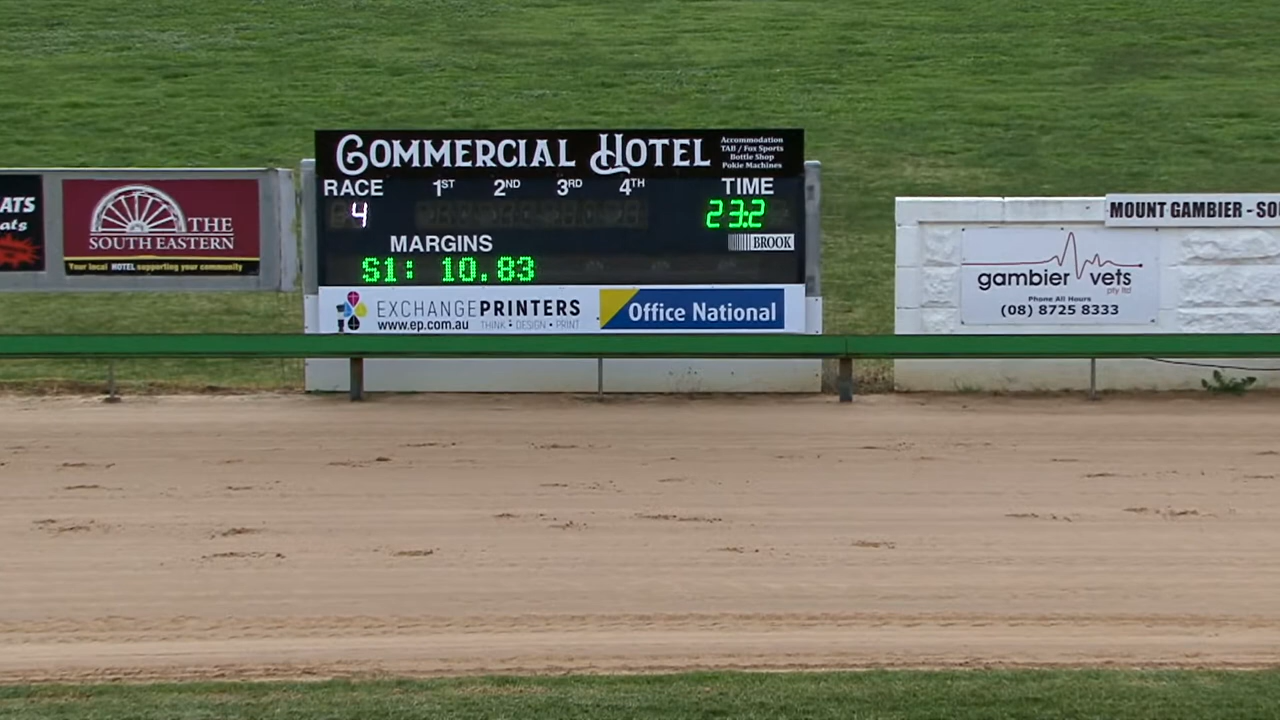 COMMERCIAL HOTEL
Accommodation
TAB / Fox Sports
Bottle Shop
Pokie Machines
RACE 1ST 2ND 3RD 4TH TIME
4 23:2
MARGINS
BROOK
S1: 10.83
EXCHANGEPRINTERS
www.ep.com.au THINK : DESIGN • PRINT
Office National
ATS
ats
THE
SOUTH EASTERN
Your local HOTEL supporting your community
MOUNT GAMBIER - SO
gambier vets
pty ltd
Phone All Hours
(08) 8725 8333